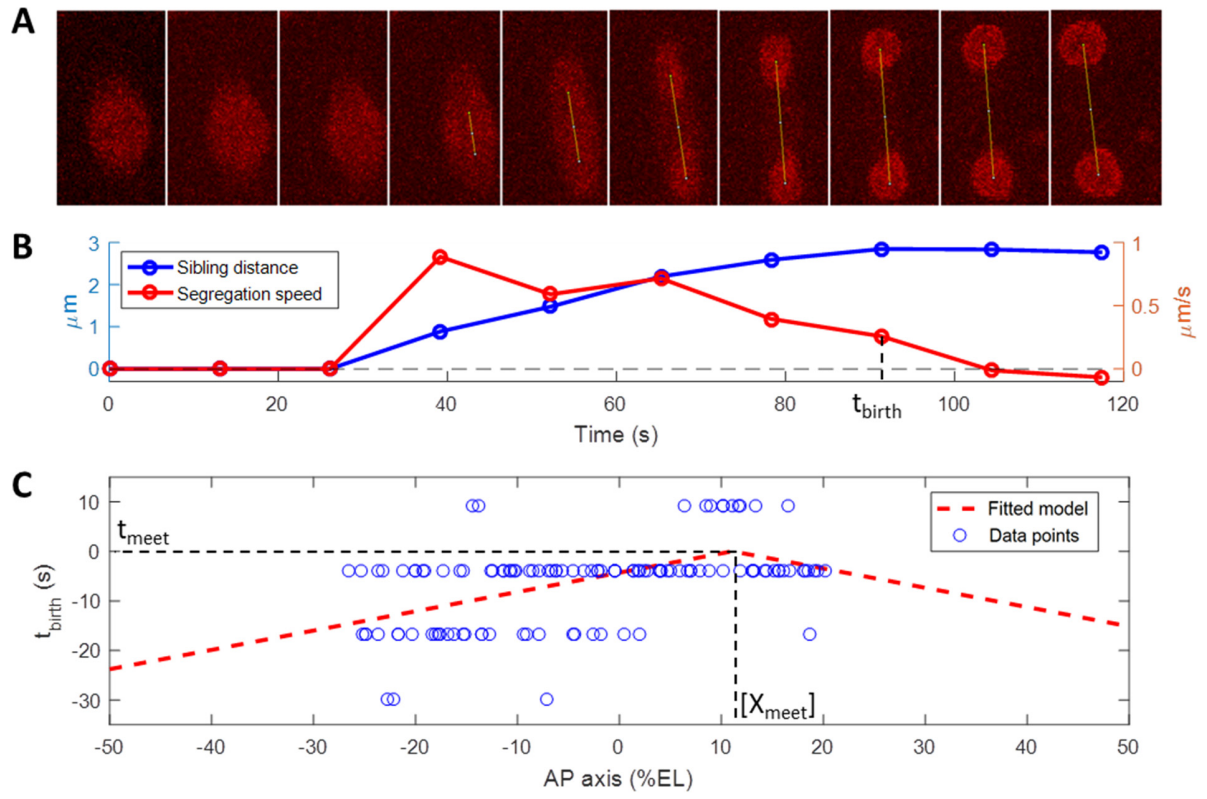 A
B
3
2
1
0
μm
Sibling distance
Segregation speed
1
0.5
0
μm/s
t_birth
0
20
40
60
80
100
120
Time (s)
C
10
0
-10
-20
-30
t_birth (s)
t_meet
[X_meet]
Fitted model
Data points
-50
-40
-30
-20
-10
0
10
20
30
40
50
AP axis (%EL)